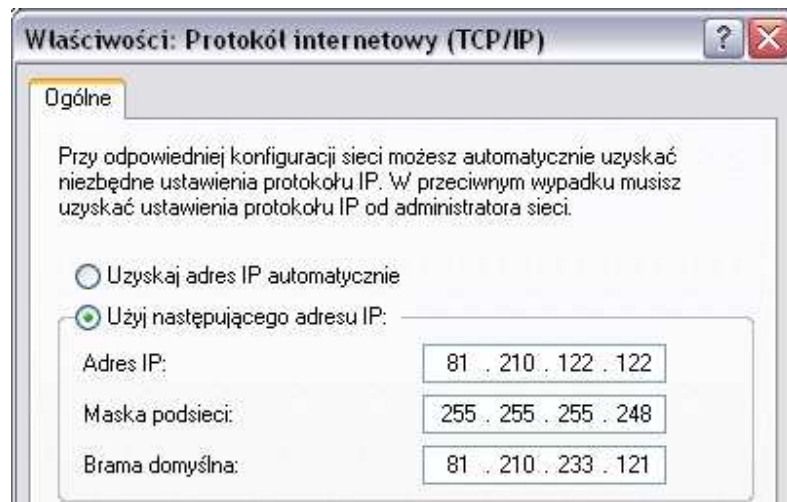 Właściwości: Protokół internetowy (TCP/IP)
Ogólne
Przy odpowiedniej konfiguracji sieci możesz automatycznie uzyskać
niezbędne ustawienia protokołu IP. W przeciwnym wypadku musisz
uzyskać ustawienia protokołu IP od administratora sieci.
Uzyskaj adres IP automatycznie
Użyj następującego adresu IP:
Adres IP: 81 . 210 . 122 . 122
Maska podsieci: 255 . 255 . 255 . 248
Brama domyślna: 81 . 210 . 233 . 121